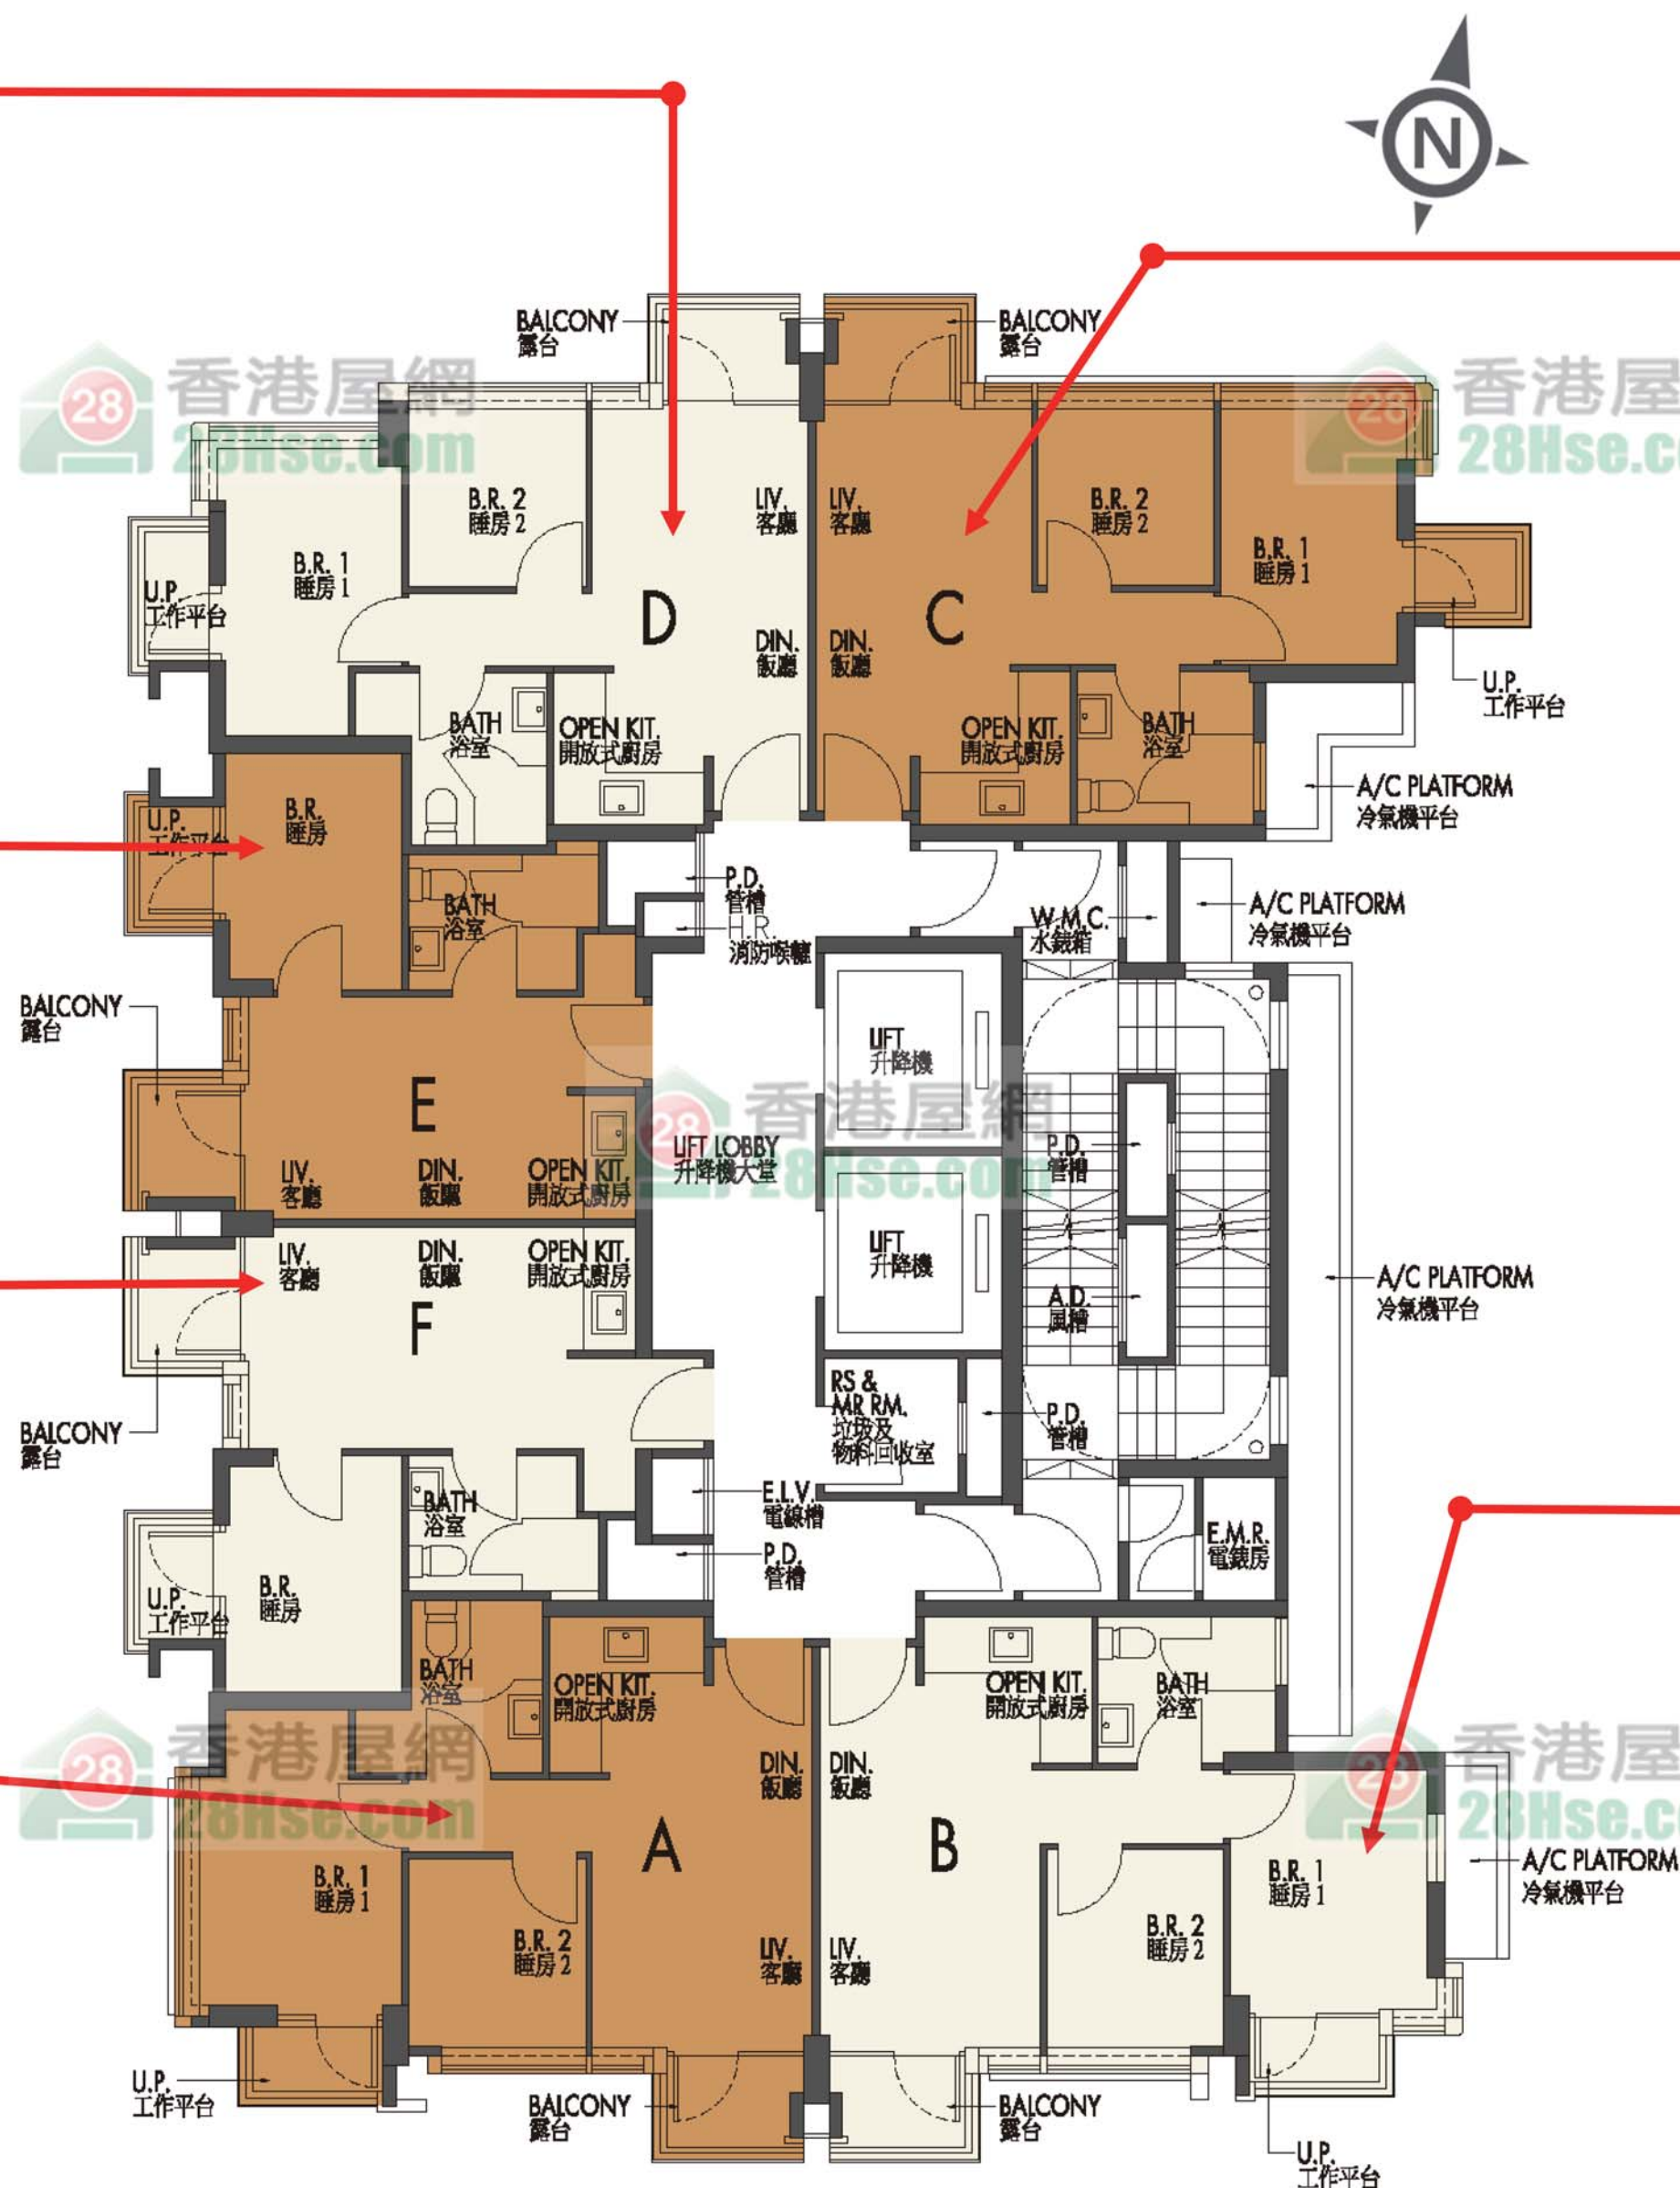 N
BALCONY
露台
BALCONY
露台
28
香港屋網
28Hse.com
28
香港屋
28Hse.c
B.R. 2
睡房 2
LIV.
客廳
LIV.
客廳
B.R. 2
睡房 2
B.R. 1
睡房 1
B.R. 1
睡房 1
U.P.
工作平台
D
C
DIN.
飯廳
DIN.
飯廳
U.P.
工作平台
BATH
浴室
OPEN KIT.
開放式廚房
OPEN KIT.
開放式廚房
BATH
浴室
A/C PLATFORM
冷氣機平台
U.P.
工作平台
B.R.
睡房
BATH
浴室
P.D.
管槽
H.R.
消防喉轆
W.M.C.
水錶箱
A/C PLATFORM
冷氣機平台
BALCONY
露台
LIFT
升降機
E
28
香港屋網
28Hse.com
LIFT LOBBY
升降機大堂
P.D.
管槽
LIV.
客廳
DIN.
飯廳
OPEN KIT.
開放式廚房
LIV.
客廳
DIN.
飯廳
OPEN KIT.
開放式廚房
LIFT
升降機
A/C PLATFORM
冷氣機平台
F
A.D.
風槽
RS &
MR RM.
垃圾及
物料回收室
P.D.
管槽
BALCONY
露台
BATH
浴室
E.L.V.
電線槽
E.M.R.
電錶房
P.D.
管槽
U.P.
工作平台
B.R.
睡房
BATH
浴室
OPEN KIT.
開放式廚房
OPEN KIT.
開放式廚房
BATH
浴室
28
香港屋網
28Hse.com
28
香港屋
28Hse.c
DIN.
飯廳
DIN.
飯廳
A
B
A/C PLATFORM
冷氣機平台
B.R. 1
睡房 1
B.R. 1
睡房 1
B.R. 2
睡房 2
LIV.
客廳
LIV.
客廳
B.R. 2
睡房 2
U.P.
工作平台
BALCONY
露台
BALCONY
露台
U.P.
工作平台